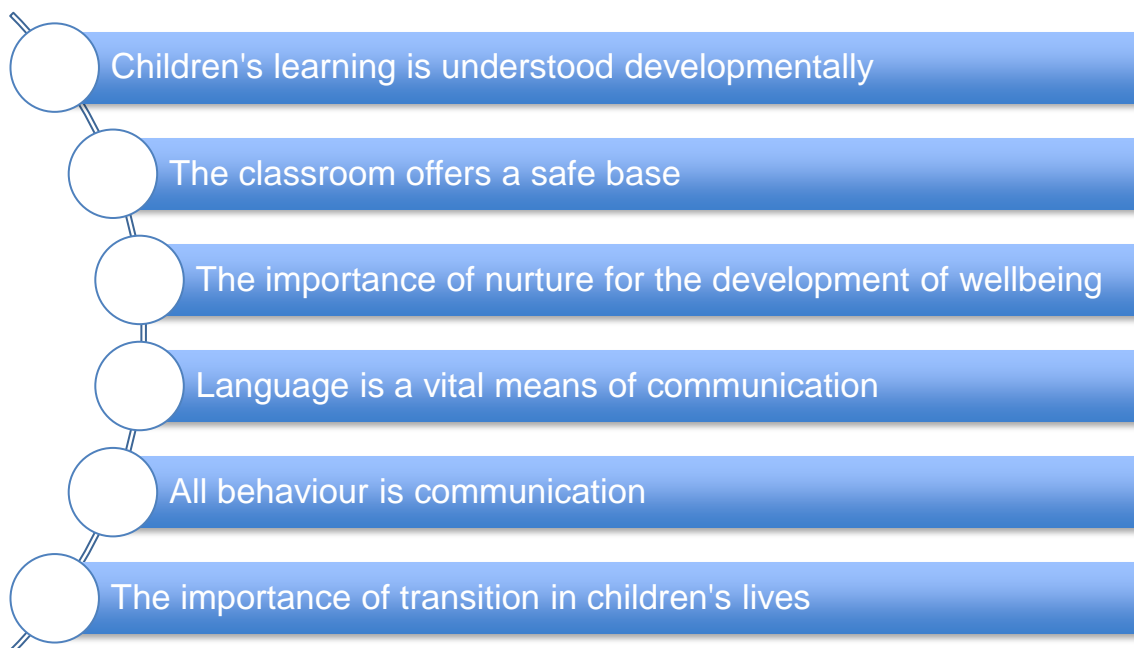 Children's learning is understood developmentally
The classroom offers a safe base
The importance of nurture for the development of wellbeing
Language is a vital means of communication
All behaviour is communication
The importance of transition in children's lives